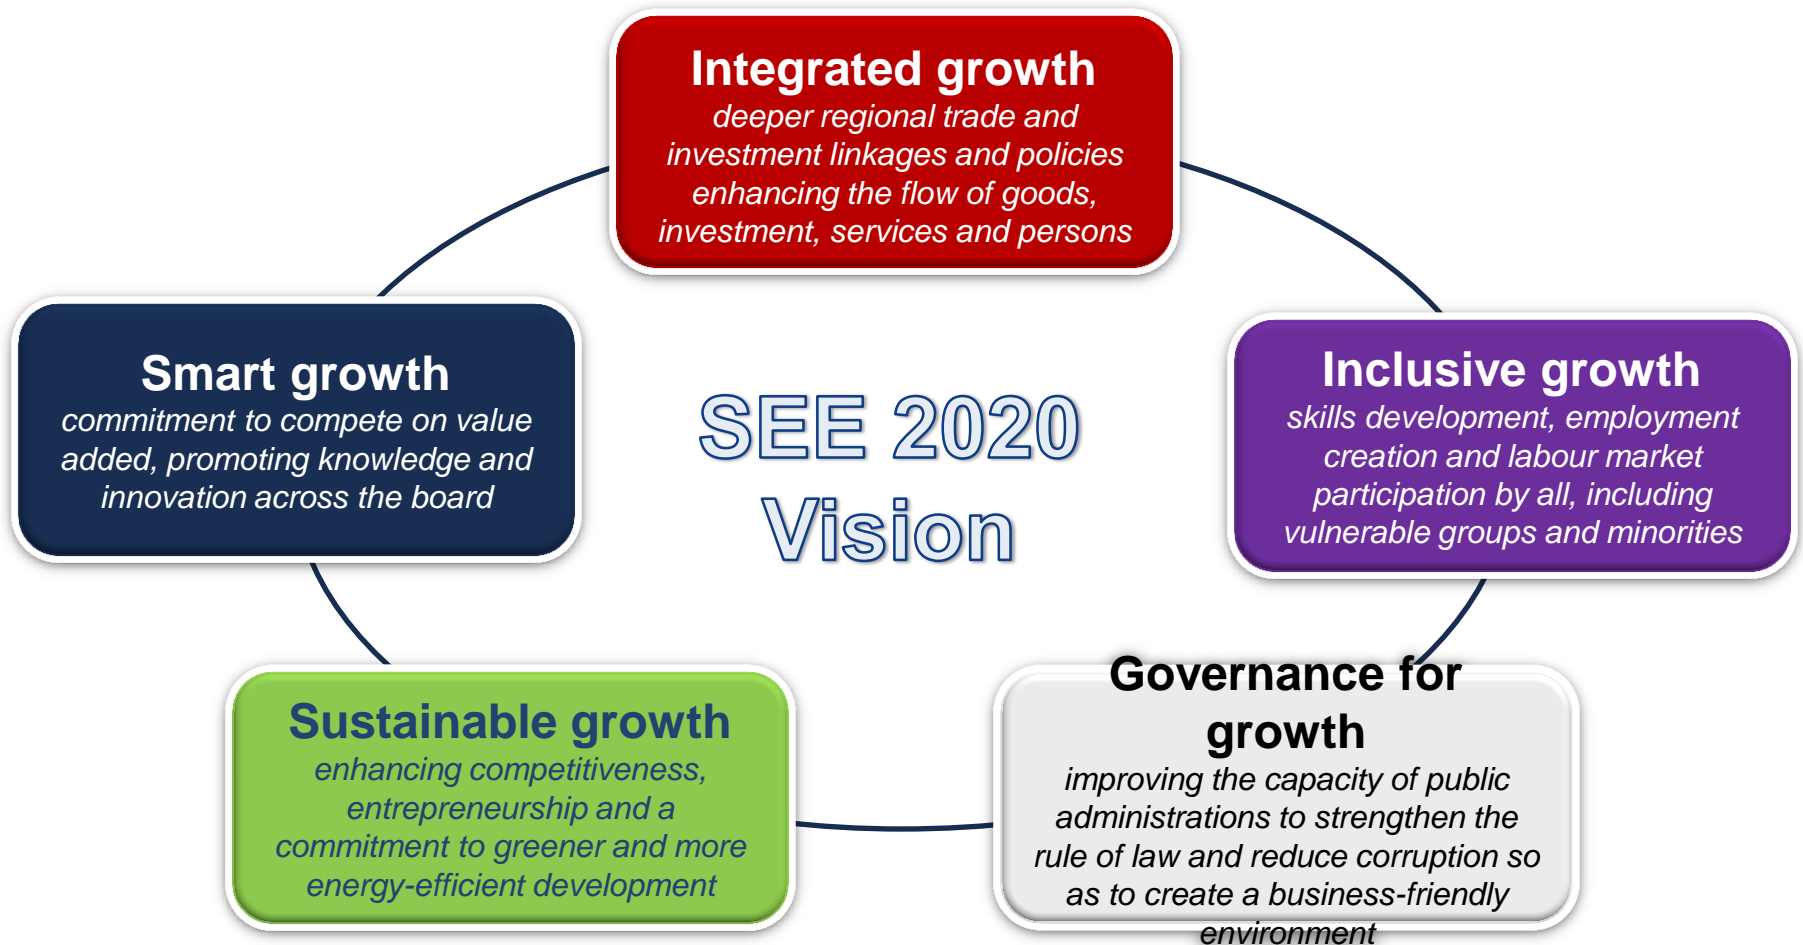 Integrated growth
deeper regional trade and
investment linkages and policies
enhancing the flow of goods,
investment, services and persons
Smart growth
commitment to compete on value
added, promoting knowledge and
innovation across the board
SEE 2020
Vision
Inclusive growth
skills development, employment
creation and labour market
participation by all, including
vulnerable groups and minorities
Sustainable growth
enhancing competitiveness,
entrepreneurship and a
commitment to greener and more
energy-efficient development
Governance for
growth
improving the capacity of public
administrations to strengthen the
rule of law and reduce corruption so
as to create a business-friendly
environment